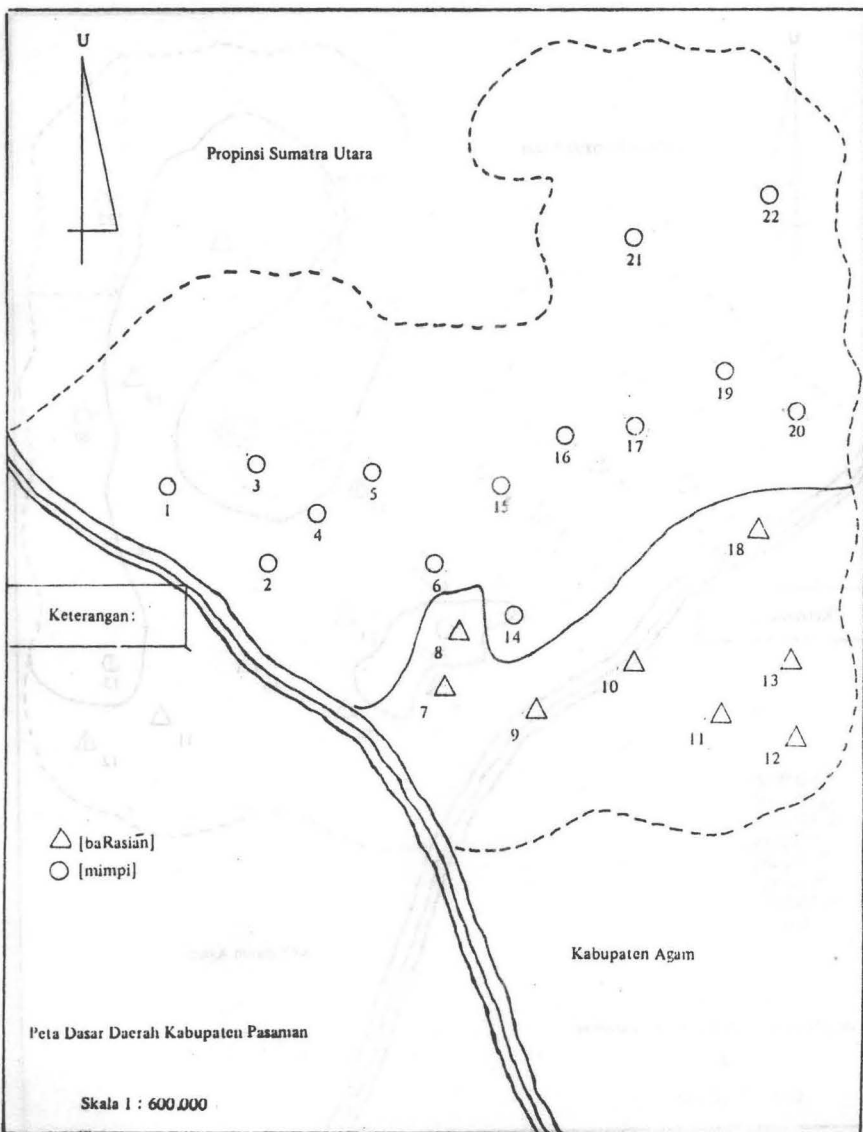 U
Propinsi Sumatra Utara
22
21
19
20
17
16
3
5
15
1
4
18
2
6
Keterangan:
14
8
10
13
7
9
11
12
[baRasian]
[mimpi]
Kabupaten Agam
Peta Dasar Daerah Kabupaten Pasaman
Skala 1 : 600.000